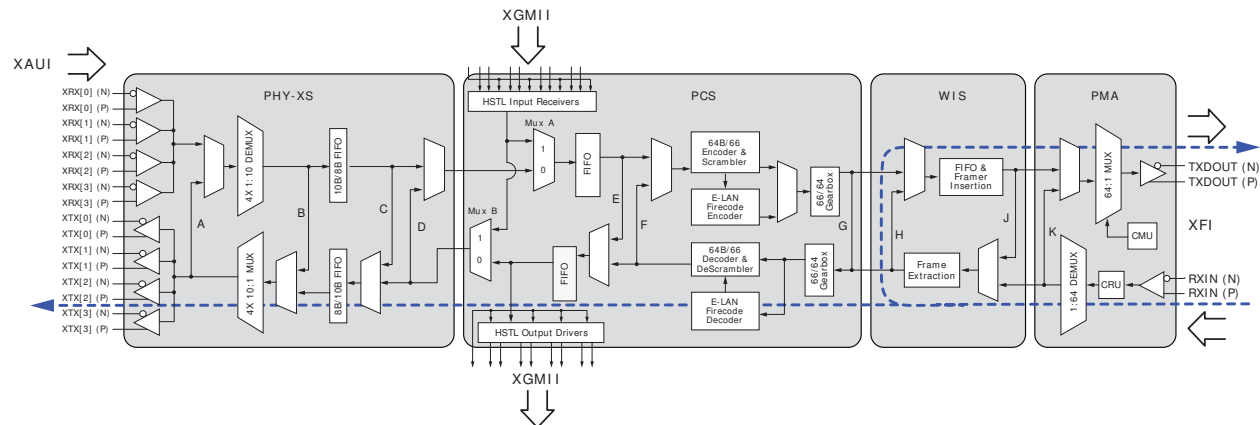 XGMII
XAUI
PHY-XS
PCS
WIS
PMA
XRX[0] (N)
XRX[0] (P)
XRX[1] (N)
XRX[1] (P)
XRX[2] (N)
XRX[2] (P)
XRX[3] (N)
XRX[3] (P)
XTX[0] (N)
XTX[0] (P)
XTX[1] (N)
XTX[1] (P)
XTX[2] (N)
XTX[2] (P)
XTX[3] (N)
XTX[3] (P)
A
4X 1:10 DEMUX
4X 10:1 MUX
B
10B/8B FIFO
8B/10B FIFO
C
D
HSTL Input Receivers
Mux A
1
0
FIFO
Mux B
1
0
FIFO
HSTL Output Drivers
E
F
64B/66
Encoder &
Scrambler
E-LAN
Firecode
Encoder
64B/66
Decoder &
DeScrambler
E-LAN
Firecode
Decoder
66/64
Gearbox
66/64
Gearbox
G
H
FIFO &
Framer
Insertion
Frame
Extraction
J
K
64:1 MUX
1:64 DEMUX
CMU
CRU
TXDOUT (N)
TXDOUT (P)
XFI
RXIN (N)
RXIN (P)
XGMII